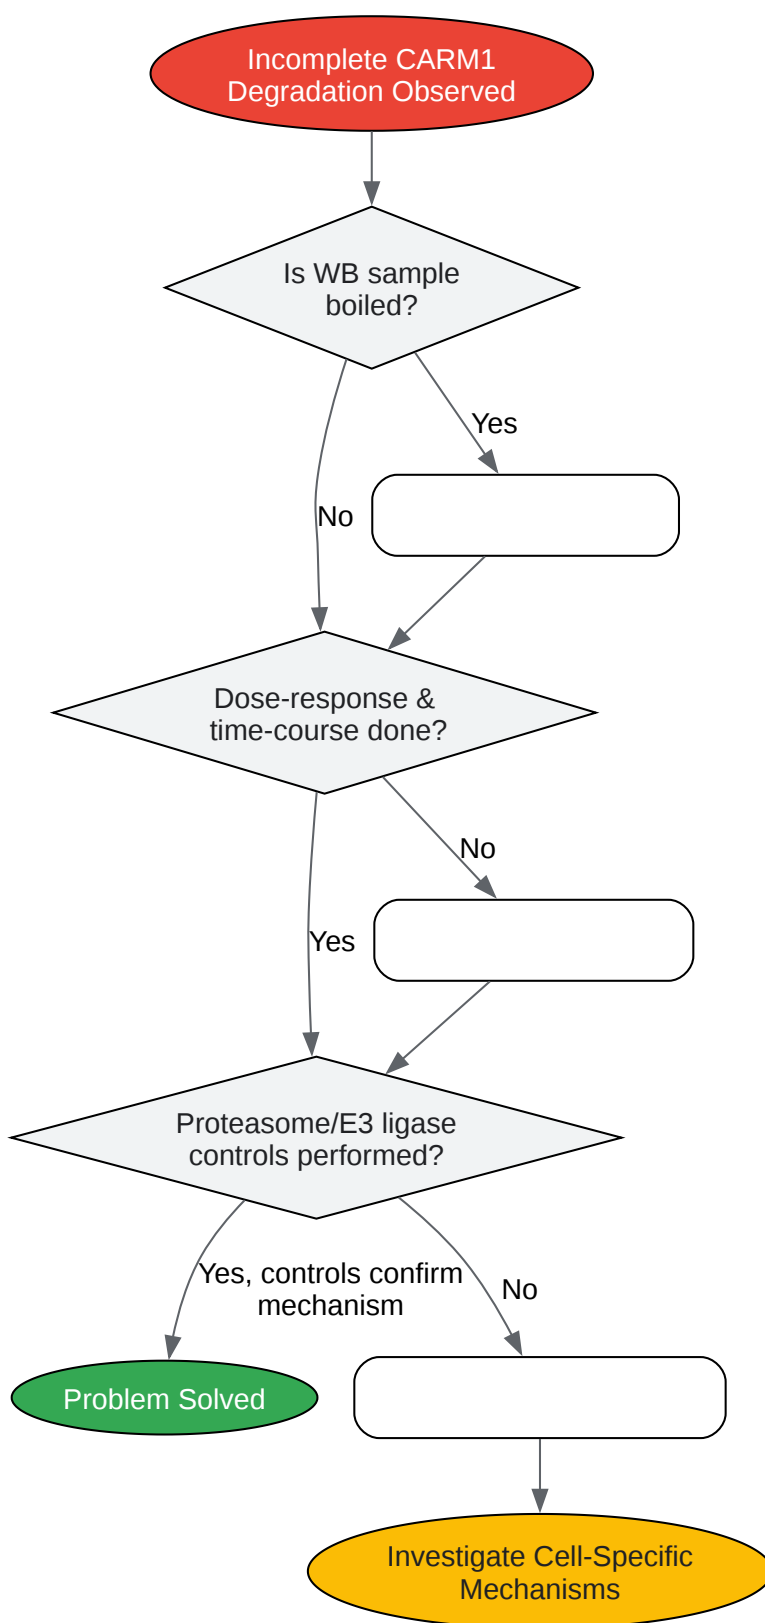 Incomplete CARM1
Degradation Observed
Is WB sample
boiled?
Yes
No
Dose-response &
time-course done?
No
Yes
Proteasome/E3 ligase
controls performed?
Yes, controls confirm
mechanism
No
Problem Solved
Investigate Cell-Specific
Mechanisms